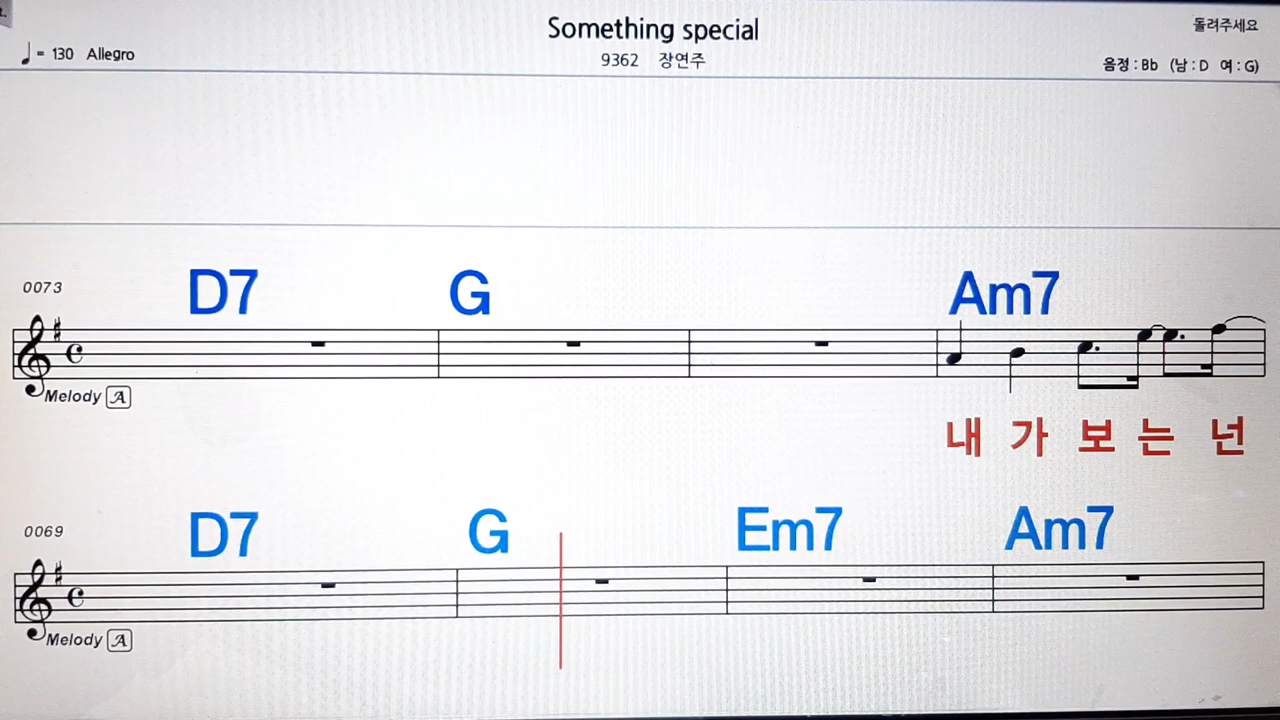 Something special
돌려주세요
♩ = 130 Allegro
9362 장연주
음정 : Bb (남 : D 여 : G)
0073
D7 G Am7
Melody A
내 가 보 는 넌
0069
D7 G Em7 Am7
Melody A